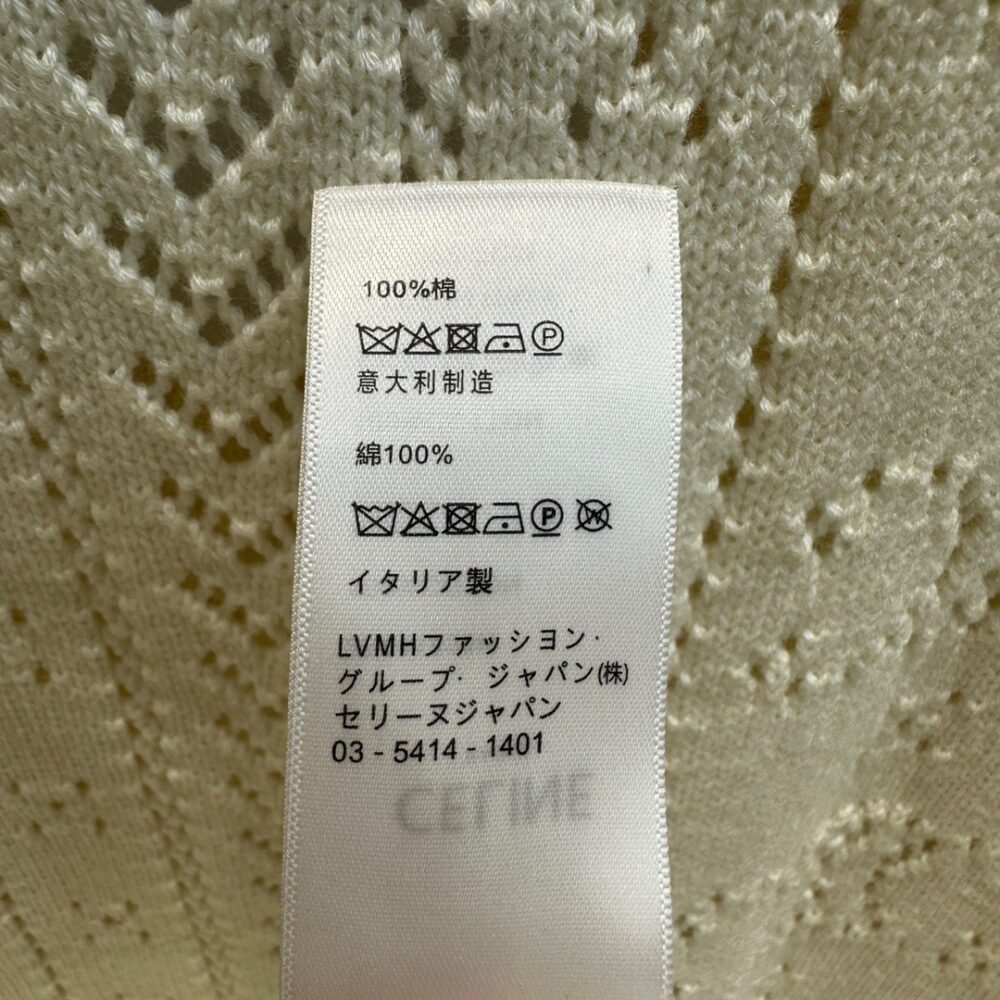 100%棉
P
意大利制造
綿100%
P W
イタリア製
LVMHファッション·
グループ· ジャパン(株)
セリーヌジャパン
03 - 5414 - 1401
CELINE